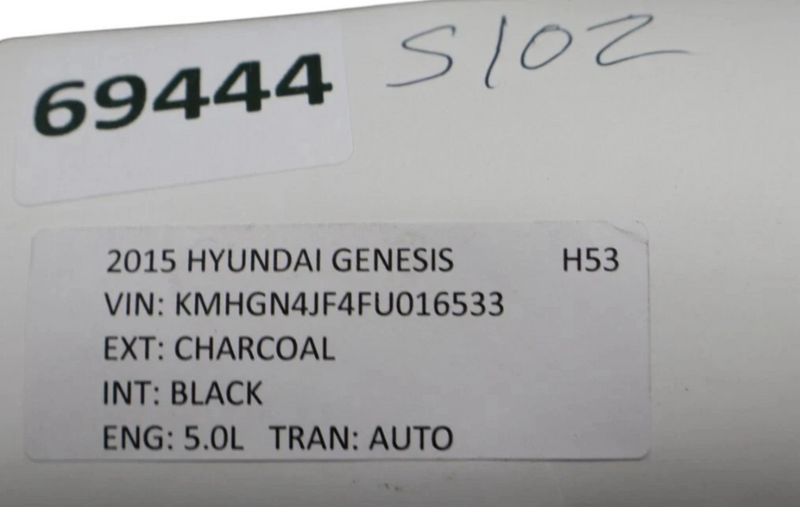 69444
S102
2015 HYUNDAI GENESIS H53
VIN: KMHGN4JF4FU016533
EXT: CHARCOAL
INT: BLACK
ENG: 5.0L TRAN: AUTO